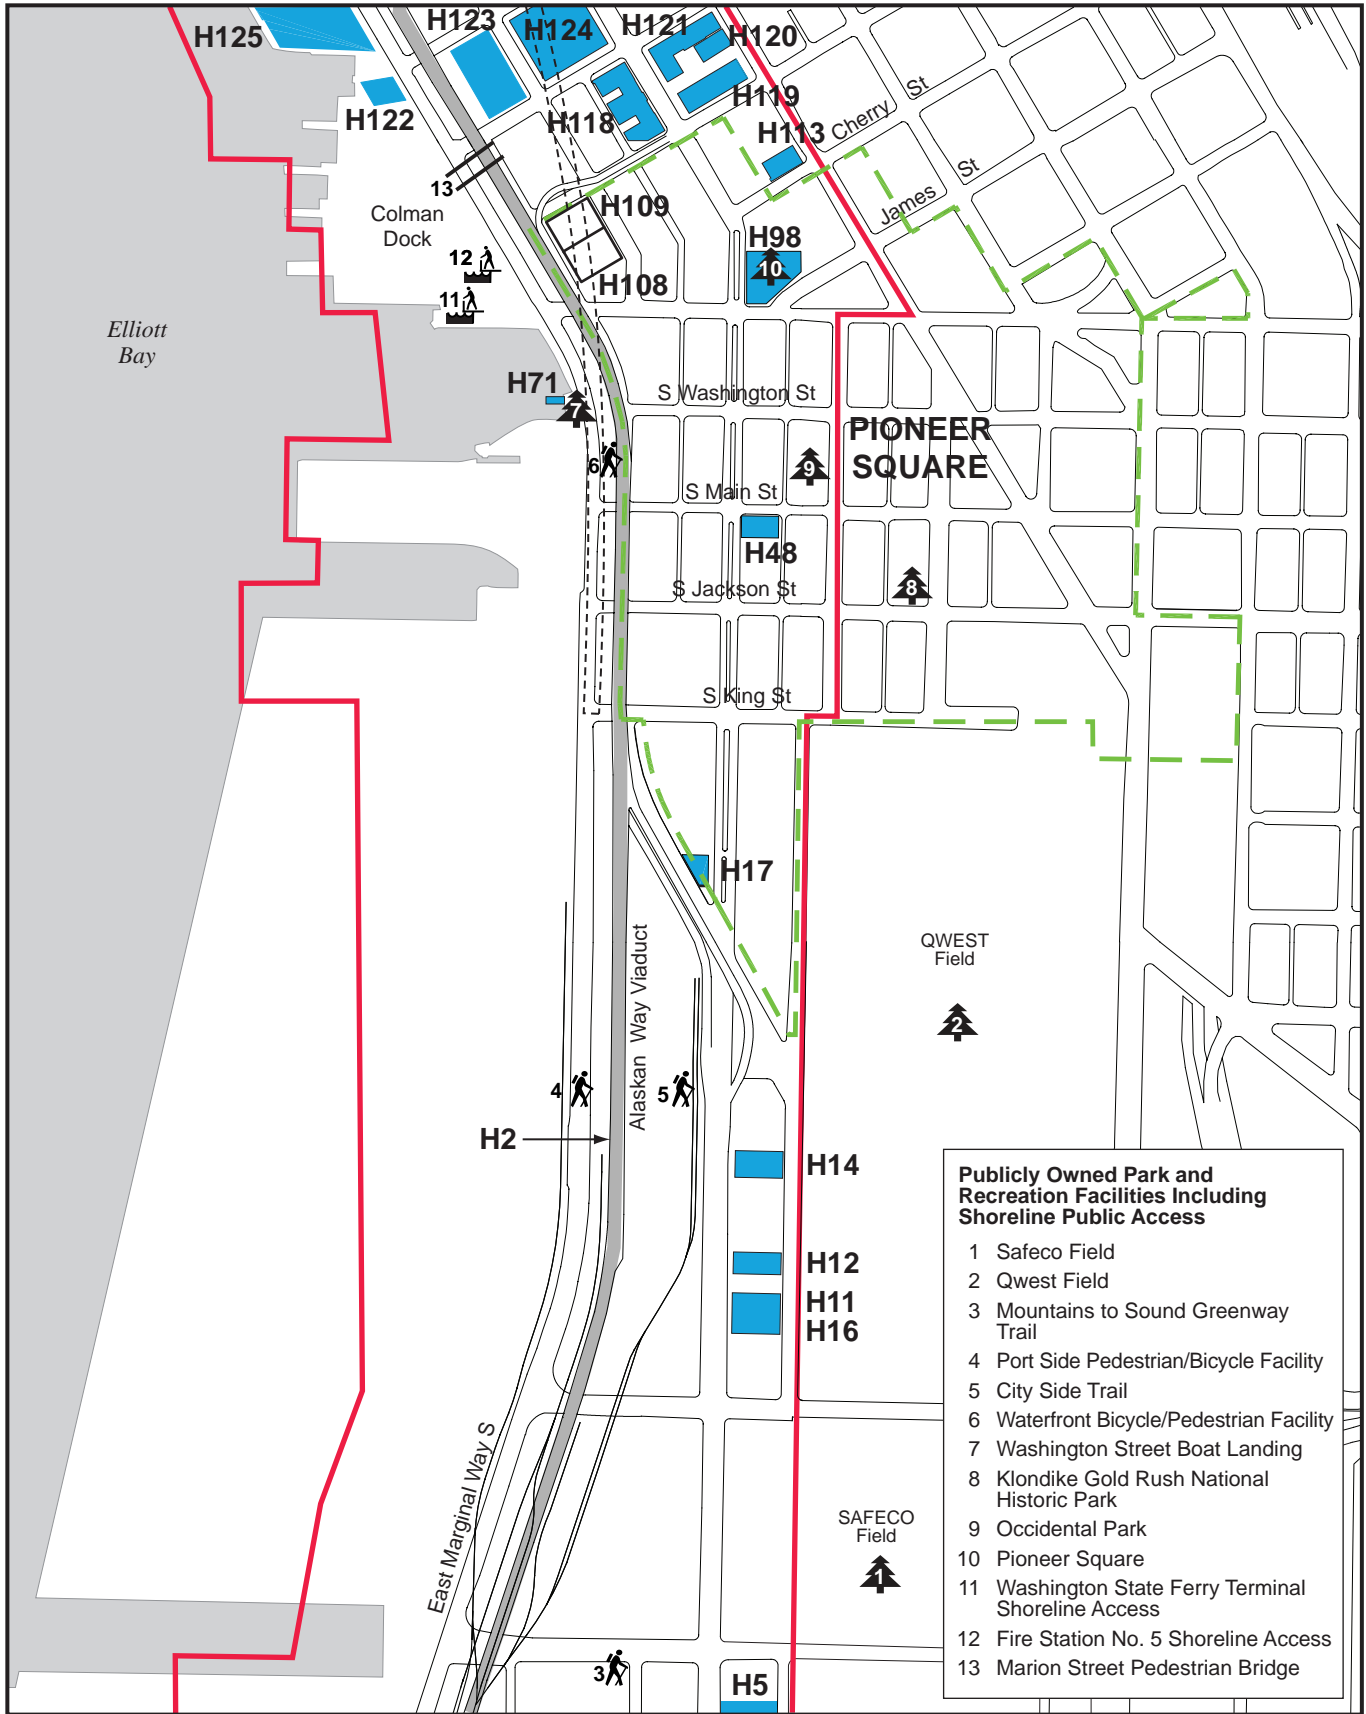 H125
H123
H124
H121
H120
H122
H118
H119
H113
Cherry St
James St
13
Colman
Dock
H109
H98
10
12
H108
11
Elliott
Bay
H71
7
S Washington St
PIONEER
SQUARE
6
9
S Main St
H48
S Jackson St
8
S King St
H17
QWEST
Field
2
Alaskan Way Viaduct
4
5
H2
H14
H12
H11
H16
East Marginal Way S
SAFECO
Field
1
3
H5
Publicly Owned Park and
Recreation Facilities Including
Shoreline Public Access
1 Safeco Field
2 Qwest Field
3 Mountains to Sound Greenway
Trail
4 Port Side Pedestrian/Bicycle Facility
5 City Side Trail
6 Waterfront Bicycle/Pedestrian Facility
7 Washington Street Boat Landing
8 Klondike Gold Rush National
Historic Park
9 Occidental Park
10 Pioneer Square
11 Washington State Ferry Terminal
Shoreline Access
12 Fire Station No. 5 Shoreline Access
13 Marion Street Pedestrian Bridge